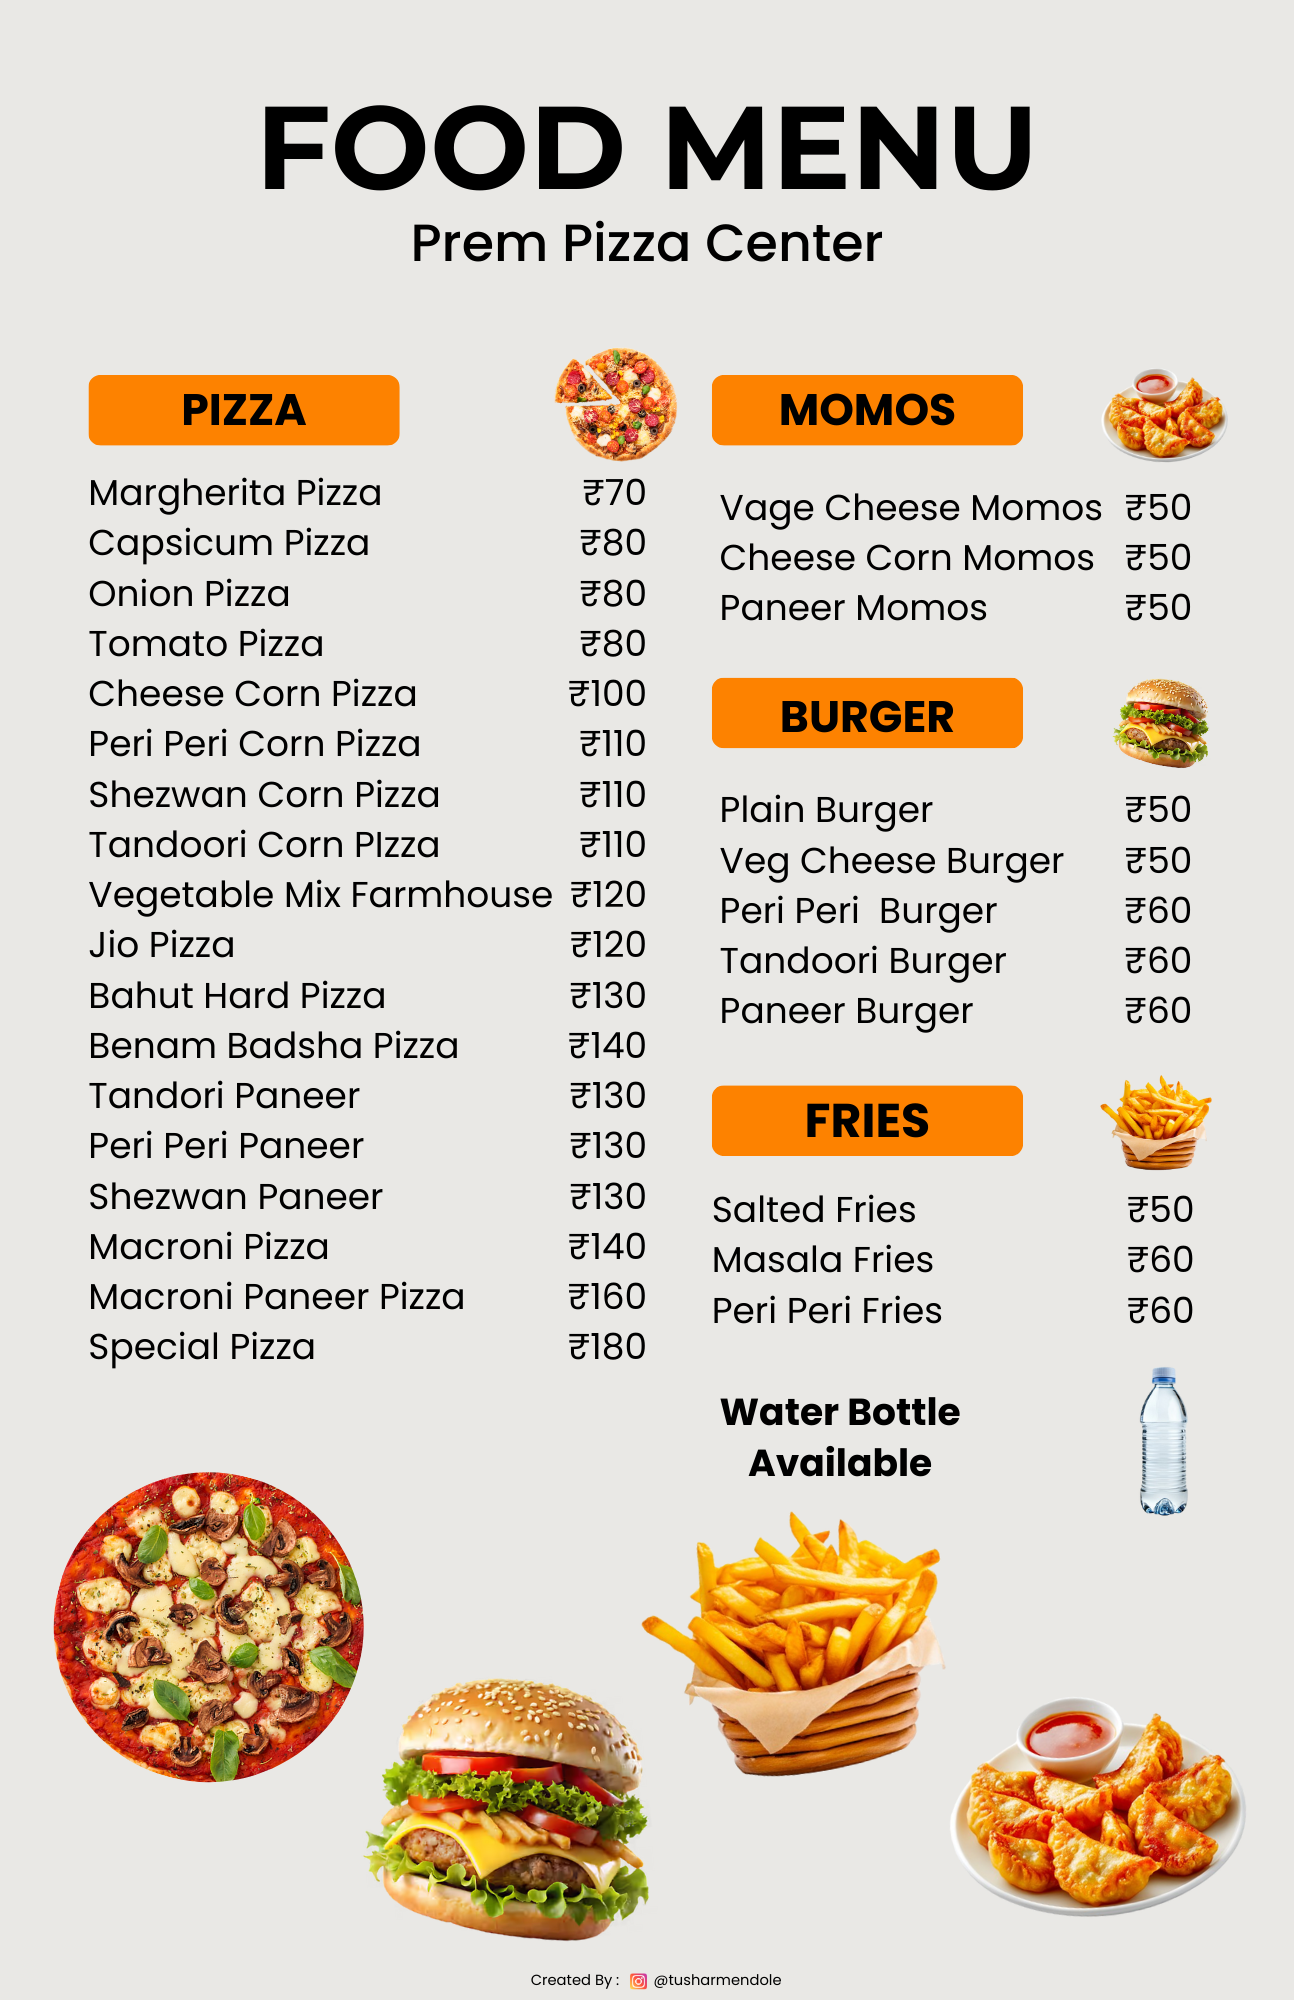 FOOD MENU
Prem Pizza Center
PIZZA
Margherita Pizza ₹70
Capsicum Pizza ₹80
Onion Pizza ₹80
Tomato Pizza ₹80
Cheese Corn Pizza ₹100
Peri Peri Corn Pizza ₹110
Shezwan Corn Pizza ₹110
Tandoori Corn PIzza ₹110
Vegetable Mix Farmhouse ₹120
Jio Pizza ₹120
Bahut Hard Pizza ₹130
Benam Badsha Pizza ₹140
Tandori Paneer ₹130
Peri Peri Paneer ₹130
Shezwan Paneer ₹130
Macroni Pizza ₹140
Macroni Paneer Pizza ₹160
Special Pizza ₹180
MOMOS
Vage Cheese Momos ₹50
Cheese Corn Momos ₹50
Paneer Momos ₹50
BURGER
Plain Burger ₹50
Veg Cheese Burger ₹50
Peri Peri  Burger ₹60
Tandoori Burger ₹60
Paneer Burger ₹60
FRIES
Salted Fries ₹50
Masala Fries ₹60
Peri Peri Fries ₹60
Water Bottle
Available
Created By : @tusharmendole